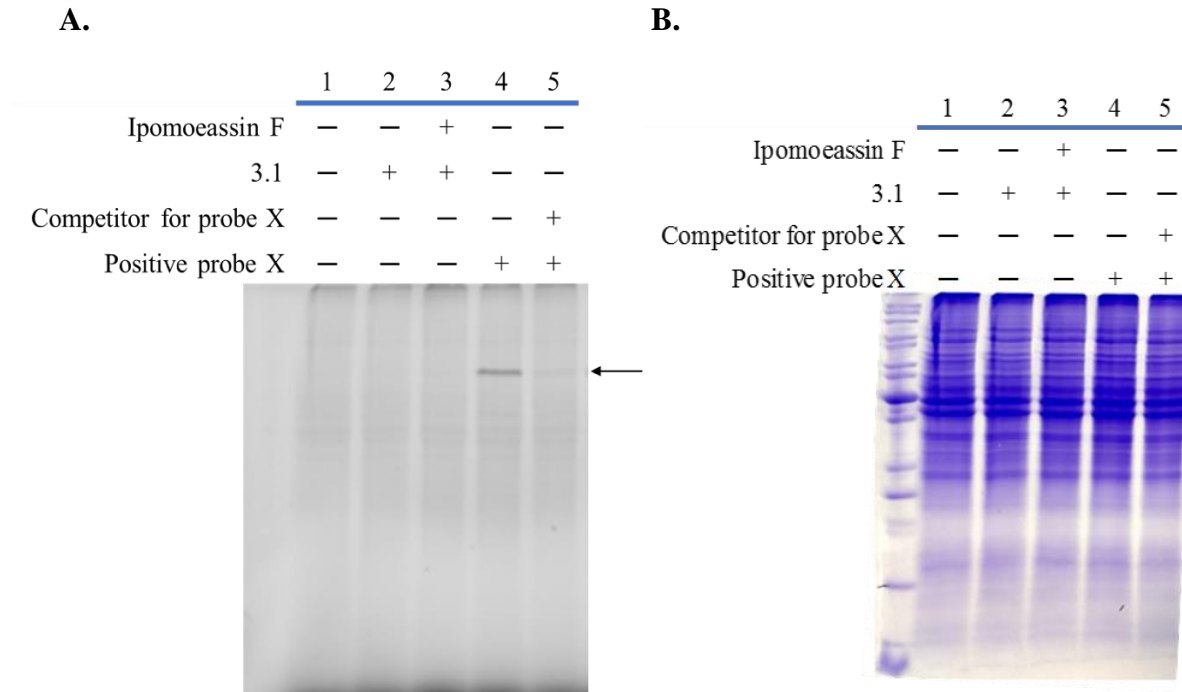 A.
1 2 3 4 5
Ipomoeassin F — — + — —
3.1 — + + — —
Competitor for probe X — — — — +
Positive probe X — — — + +
B.
1 2 3 4 5
Ipomoeassin F — — + — —
3.1 — + + — —
Competitor for probe X — — — — +
Positive probe X — — — + +